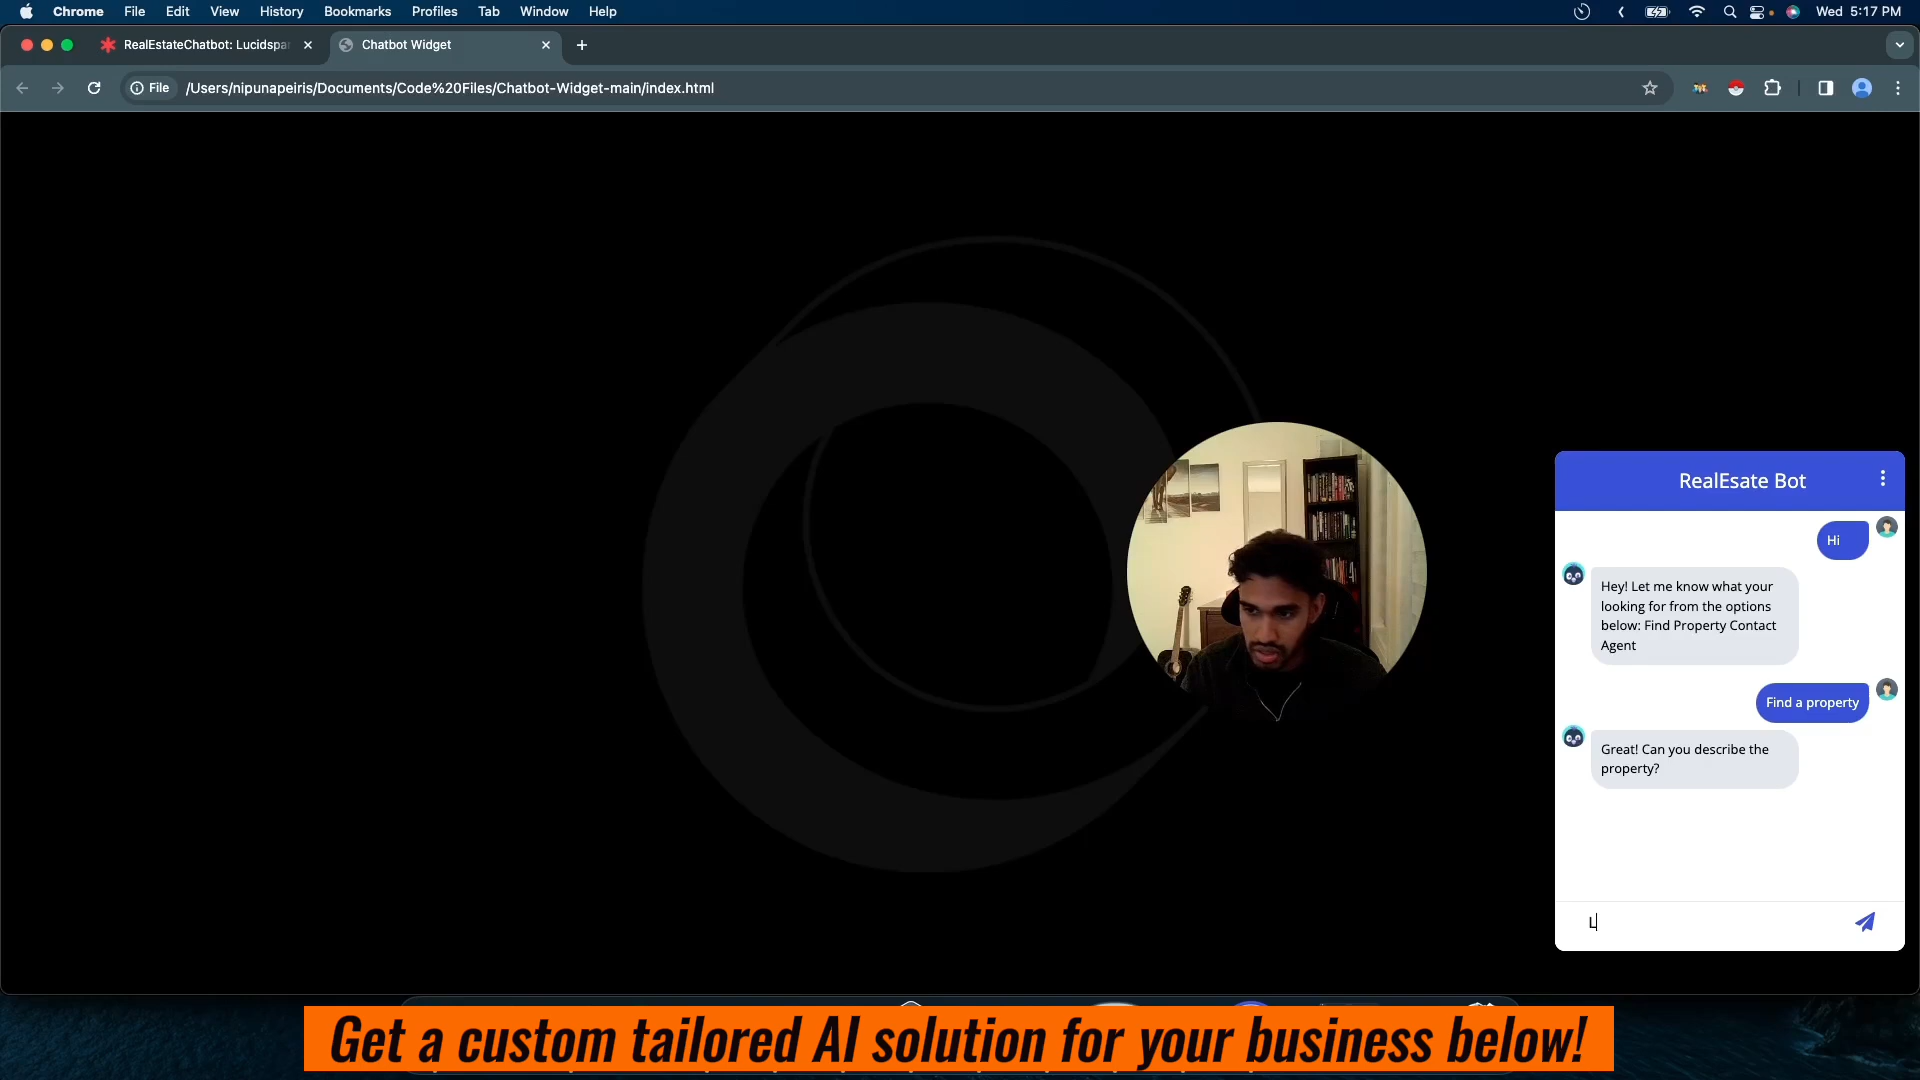 Chrome File Edit View History Bookmarks Profiles Tab Window Help Wed 5:17 PM
RealEstateChatbot: Lucidspa
Chatbot Widget
File /Users/nipunapeiris/Documents/Code%20Files/Chatbot-Widget-main/index.html
RealEsate Bot
Hi
Hey! Let me know what your
looking for from the options
below: Find Property Contact
Agent
Find a property
Great! Can you describe the
property?
L
Get a custom tailored AI solution for your business below!